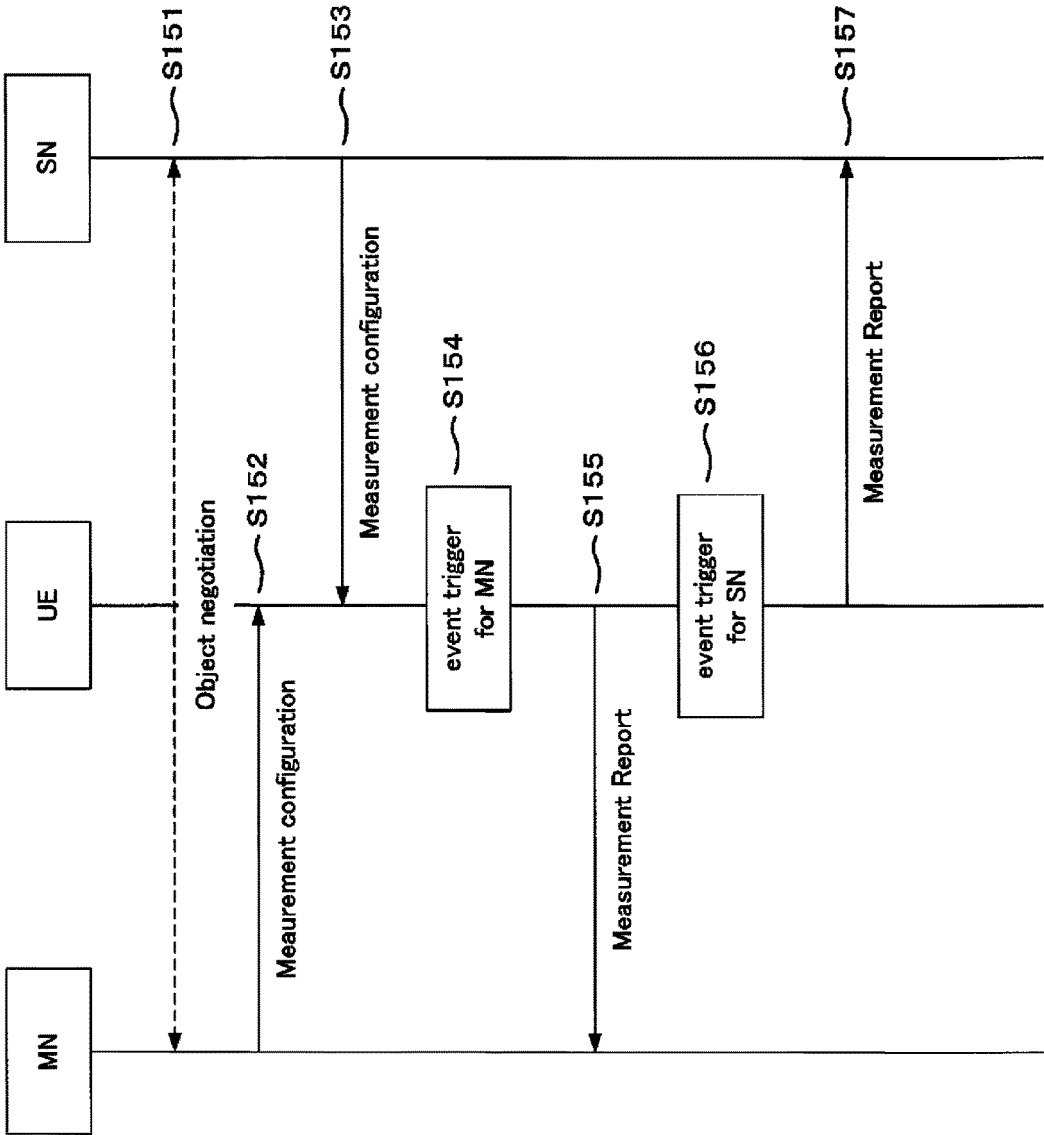 MN
UE
SN
S151
Object negotiation
S152
Meaurement configuration
S153
Measurement configuration
S154
event trigger
for MN
S155
Measurement Report
S156
event trigger
for SN
S157
Measurement Report